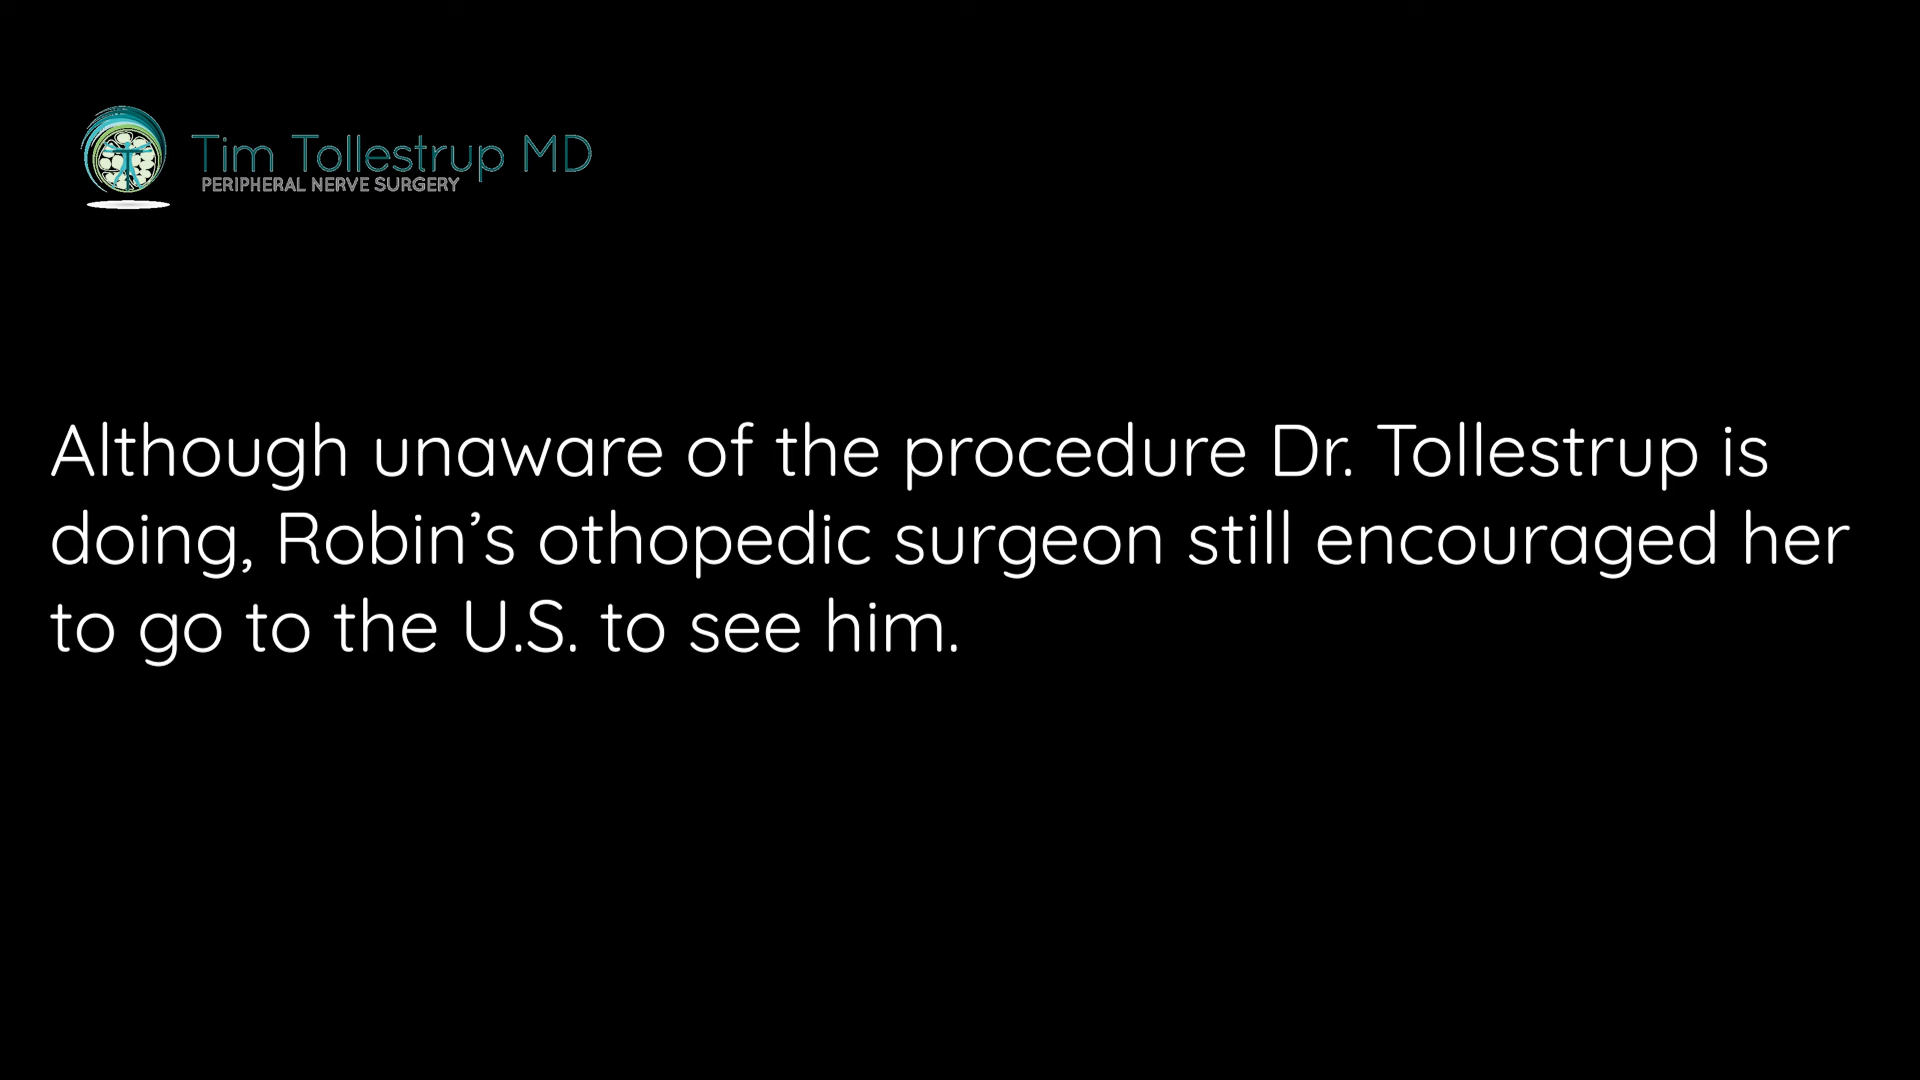 Tim Tollestrup MD
PERIPHERAL NERVE SURGERY
Although unaware of the procedure Dr. Tollestrup is
doing, Robin’s othopedic surgeon still encouraged her
to go to the U.S. to see him.